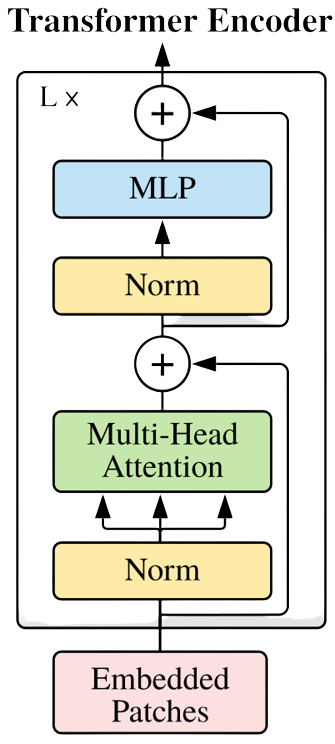 Transformer Encoder
L ×
+
MLP
Norm
+
Multi-Head
Attention
Norm
Embedded
Patches